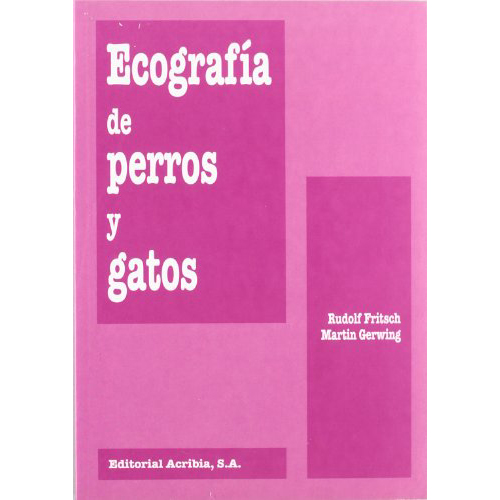 Ecografía
de
perros
y
gatos
Rudolf Fritsch
Martin Gerwing
Editorial Acribia, S.A.